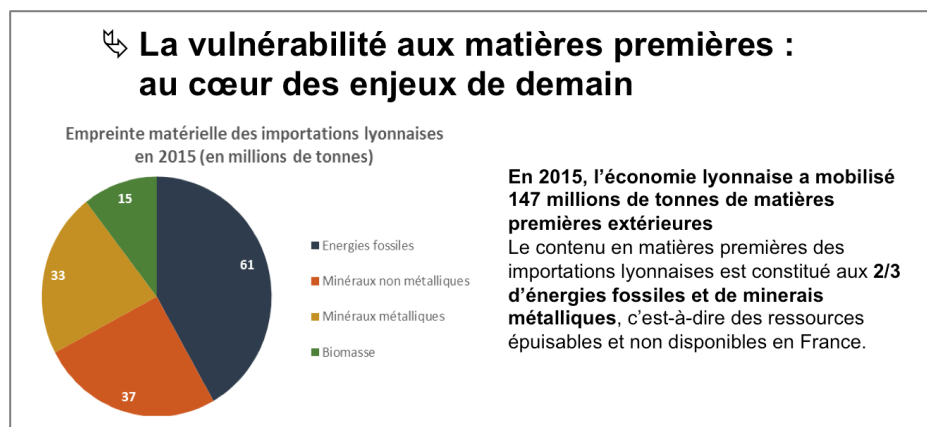 La vulnérabilité aux matières premières :
au cœur des enjeux de demain
Empreinte matérielle des importations lyonnaises
en 2015 (en millions de tonnes)
15
61
33
37
Energies fossiles
Minéraux non métalliques
Minéraux métalliques
Biomasse
En 2015, l’économie lyonnaise a mobilisé
147 millions de tonnes de matières
premières extérieures
Le contenu en matières premières des
importations lyonnaises est constitué aux 2/3
d’énergies fossiles et de minerais
métalliques, c’est-à-dire des ressources
épuisables et non disponibles en France.